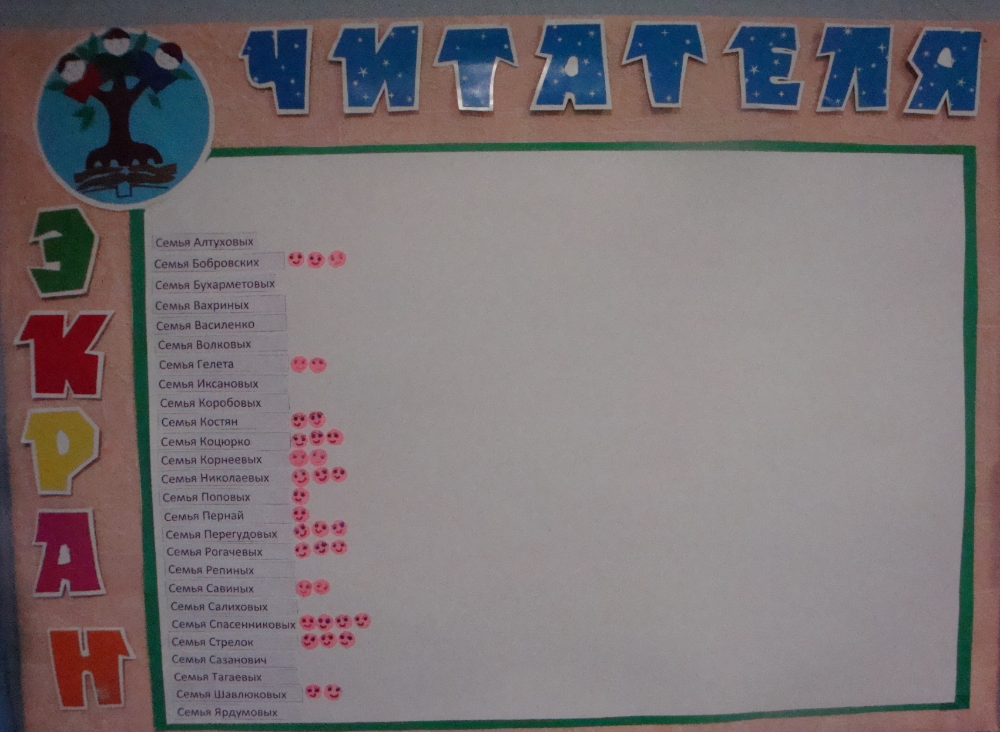 ЧИТАТЕЛЯ
ЭКРАН
Семья Алтуховых
Семья Бобровских
Семья Бухарметовых
Семья Вахриных
Семья Василенко
Семья Волковых
Семья Гелета
Семья Иксановых
Семья Коробовых
Семья Костян
Семья Коцюрко
Семья Корнеевых
Семья Николаевых
Семья Поповых
Семья Пернай
Семья Перегудовых
Семья Рогачевых
Семья Репиных
Семья Савиных
Семья Салиховых
Семья Спасенниковых
Семья Стрелок
Семья Сазанович
Семья Тагаевых
Семья Шавлюковых
Семья Ярдумовых